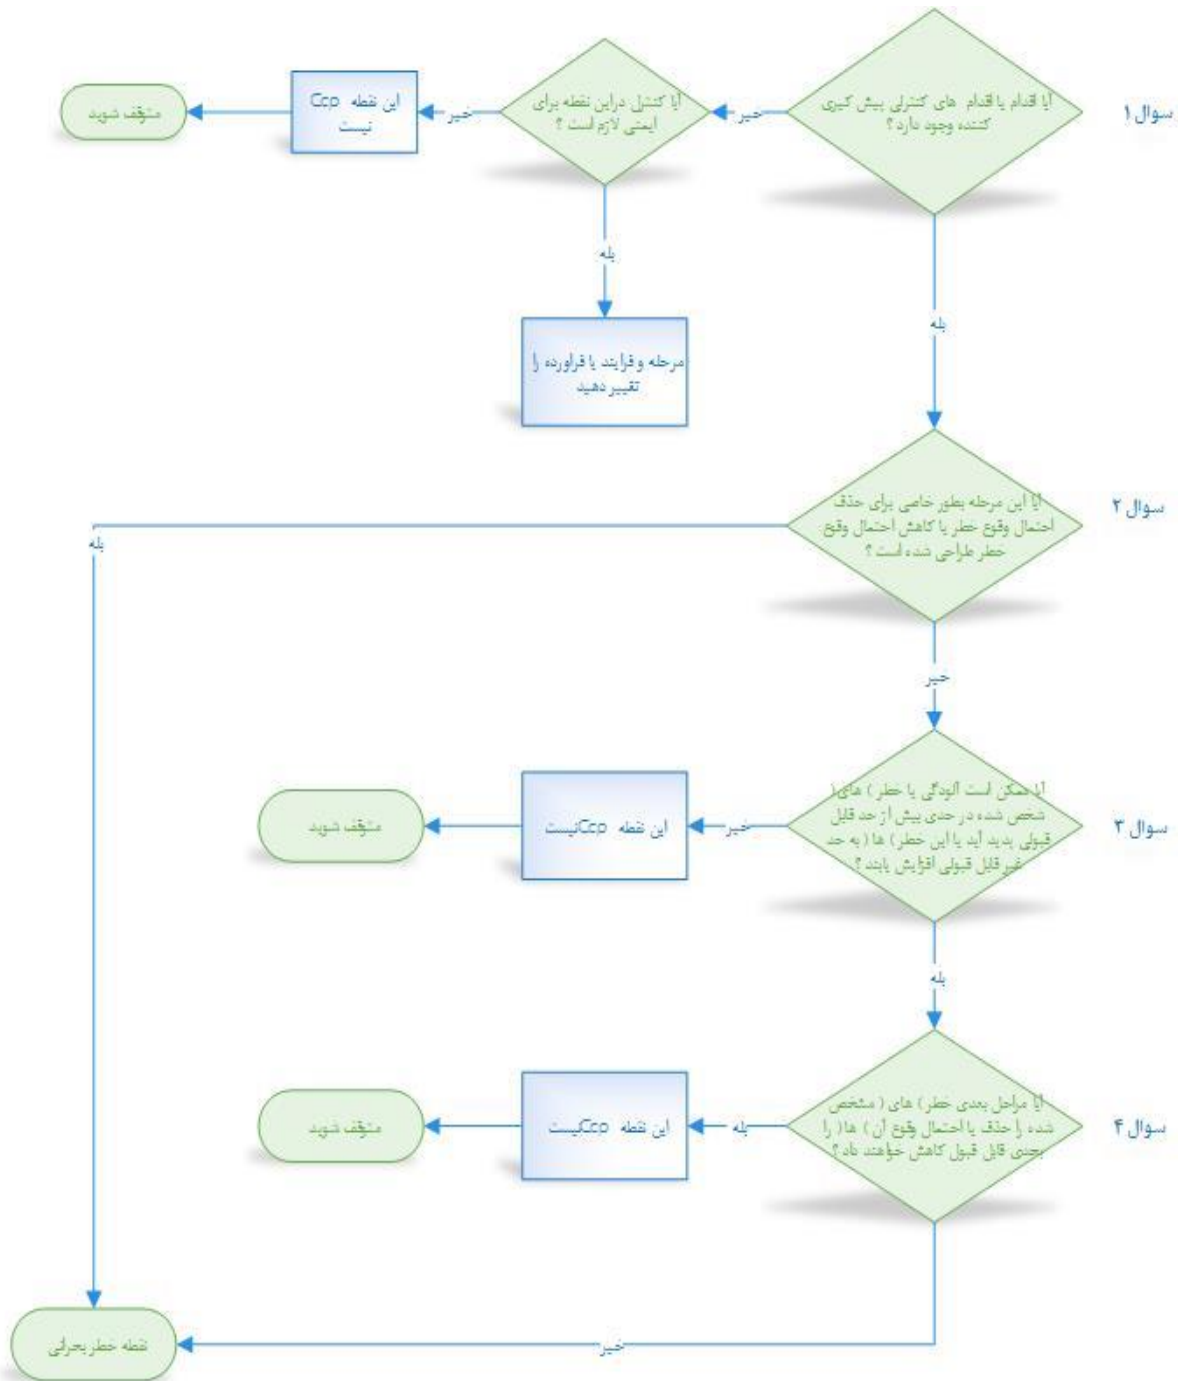 سوال ۱
آیا اقدام یا اقدام های کنترلی پیش گیری
کننده وجود دارد ؟
خیر
آیا کنترل دراین نقطه برای
ایمنی لازم است ؟
خیر
این نقطه Ccp
نیست
متوقف شوید
بله
مرحله و فرایند یا فراورده را
تقییر دهید
بله
سوال ۲
آیا این مرحله بطور خاصی برای حذف
احتمال وقوع خطر یا کاهش احتمال وقوع
خطر طراحی شده است ؟
بله
خیر
سوال ۳
آیا ممکن است آلودگی یا خطر ) های(
شخص شده در حدی بیش از حد قابل
قبولی پدید آید یا این خطر ) ها( به حد
غیر قابل قبولی افزایش یابند ؟
خیر
این نقطه Ccpنیست
متوقف شوید
بله
سوال ۴
آیا مراحل بعدی خطر ) های ( مشخص
شده را حذف یا احتمال وقوع آن ) ها( را
بحدی قابل قبول کاهش خواهند داد ؟
بله
این نقطه Ccpنیست
متوقف شوید
خیر
نقطه خطر بحرانی